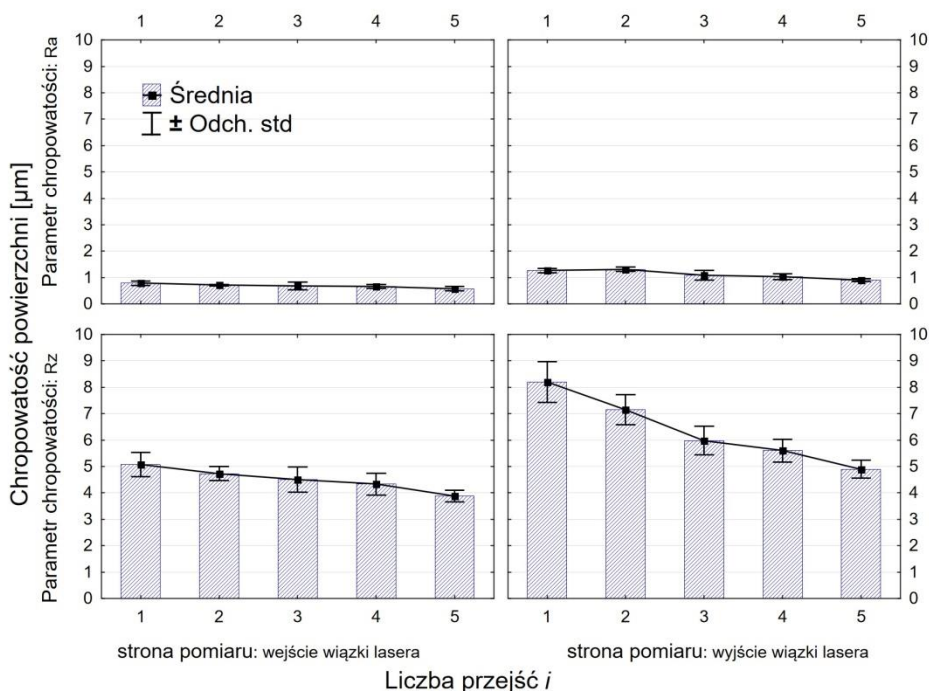 1 2 3 4 5 1 2 3 4 5
Chropowatość powierzchni [µm]
Parametr chropowatości: Ra
10 10
9 9
8 8
7 7
6 6
5 5
4 4
3 3
2 2
1 1
0 0
Średnia
± Odch. std
Parametr chropowatości: Rz
10 10
9 9
8 8
7 7
6 6
5 5
4 4
3 3
2 2
1 1
0 0
1 2 3 4 5 1 2 3 4 5
strona pomiaru: wejście wiązki lasera strona pomiaru: wyjście wiązki lasera
Liczba przejść i